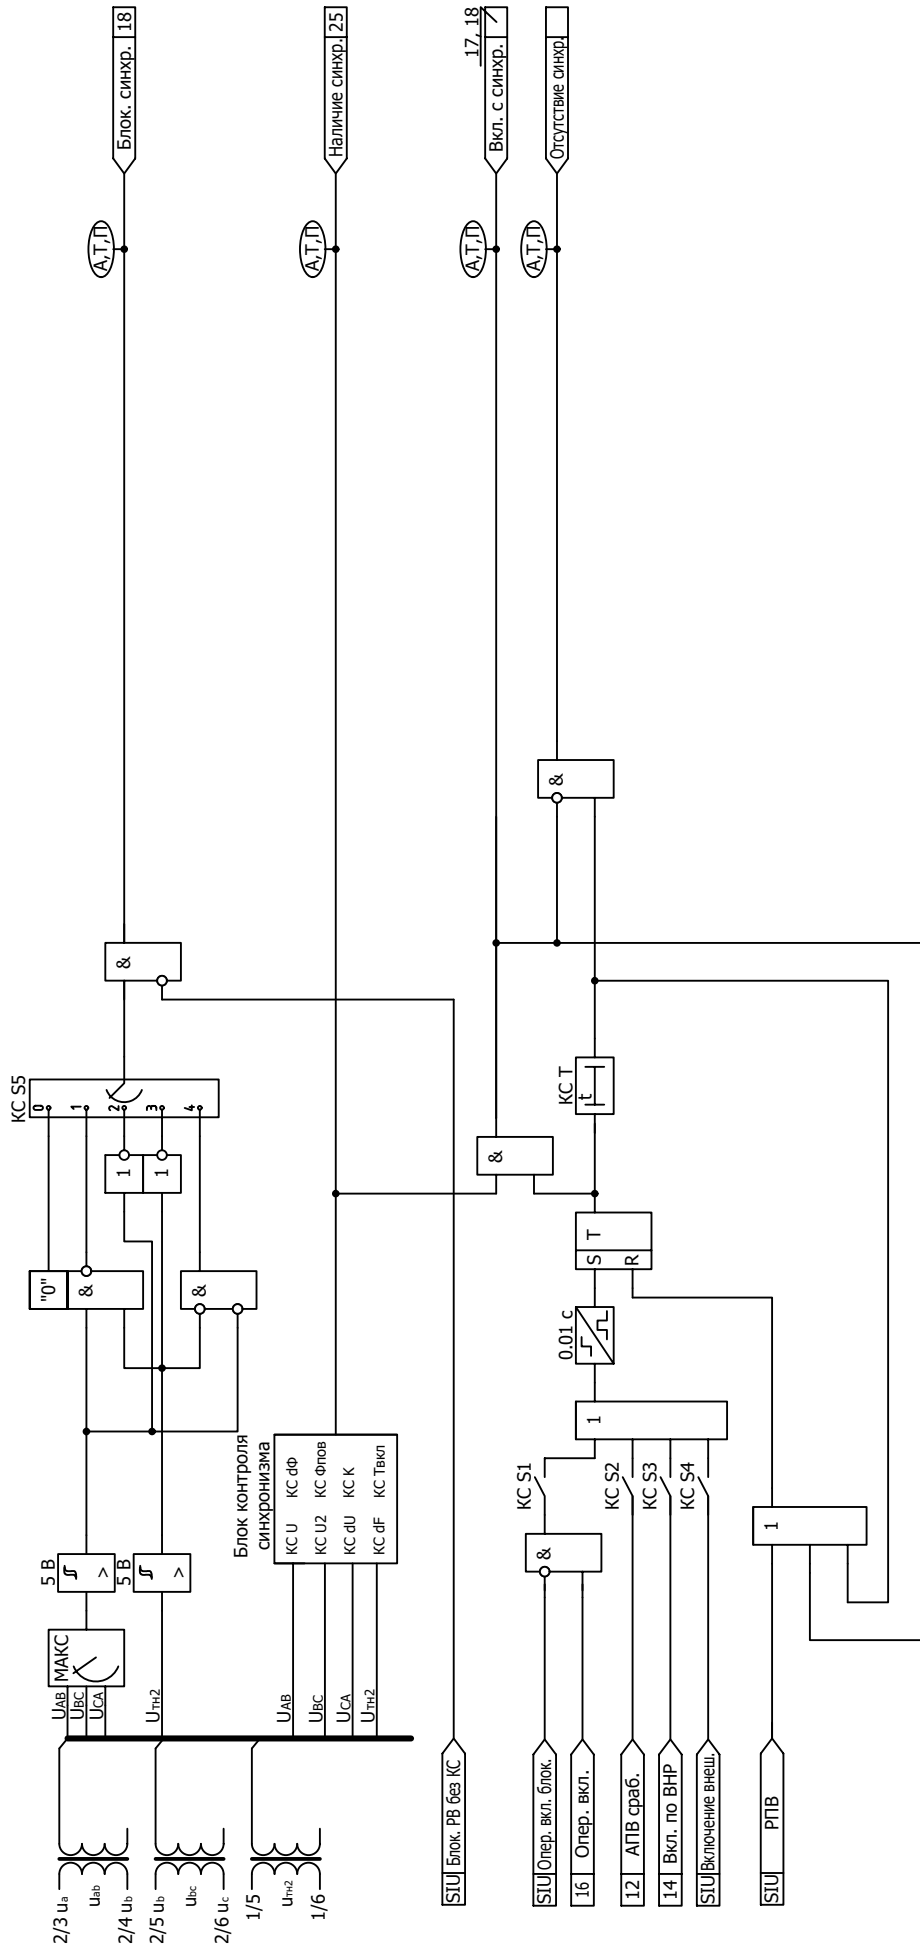 2/3 ua
uab
2/4 ub
2/5 ub
ubc
2/6 uc
1/5
uтн2
1/6
UAB
UBC
UCA
Uтн2
МАКС
5 В
>
5 В
>
"0"
&
&
1
1
КС S5
0
1
2
3
4
&
А,Т,П
Блок. синхр. 18
UAB
UBC
UCA
Uтн2
Блок контроля
синхронизма
КС U КС dФ
КС U2 КС Фпов
КС dU КС К
КС dF КС Твкл
А,Т,П
Наличие синхр. 25
SIU Блок. РВ без КС
&
А,Т,П
Вкл. с синхр.
17, 18
SIU Опер. вкл. блок.
16 Опер. вкл.
12 АПВ сраб.
14 Вкл. по ВНР
SIU Включение внеш.
&
КС S1
КС S2
КС S3
КС S4
1
0.01 с
S T
R
КС Т
t
&
А,Т,П
Отсутствие синхр.
SIU РПВ
1